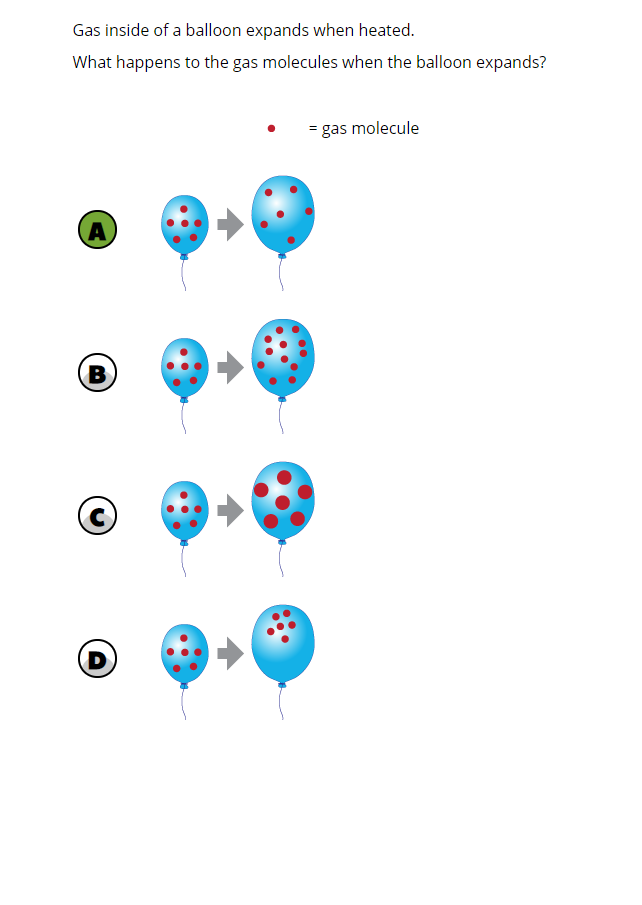 Gas inside of a balloon expands when heated.
What happens to the gas molecules when the balloon expands?
= gas molecule
A
B
C
D